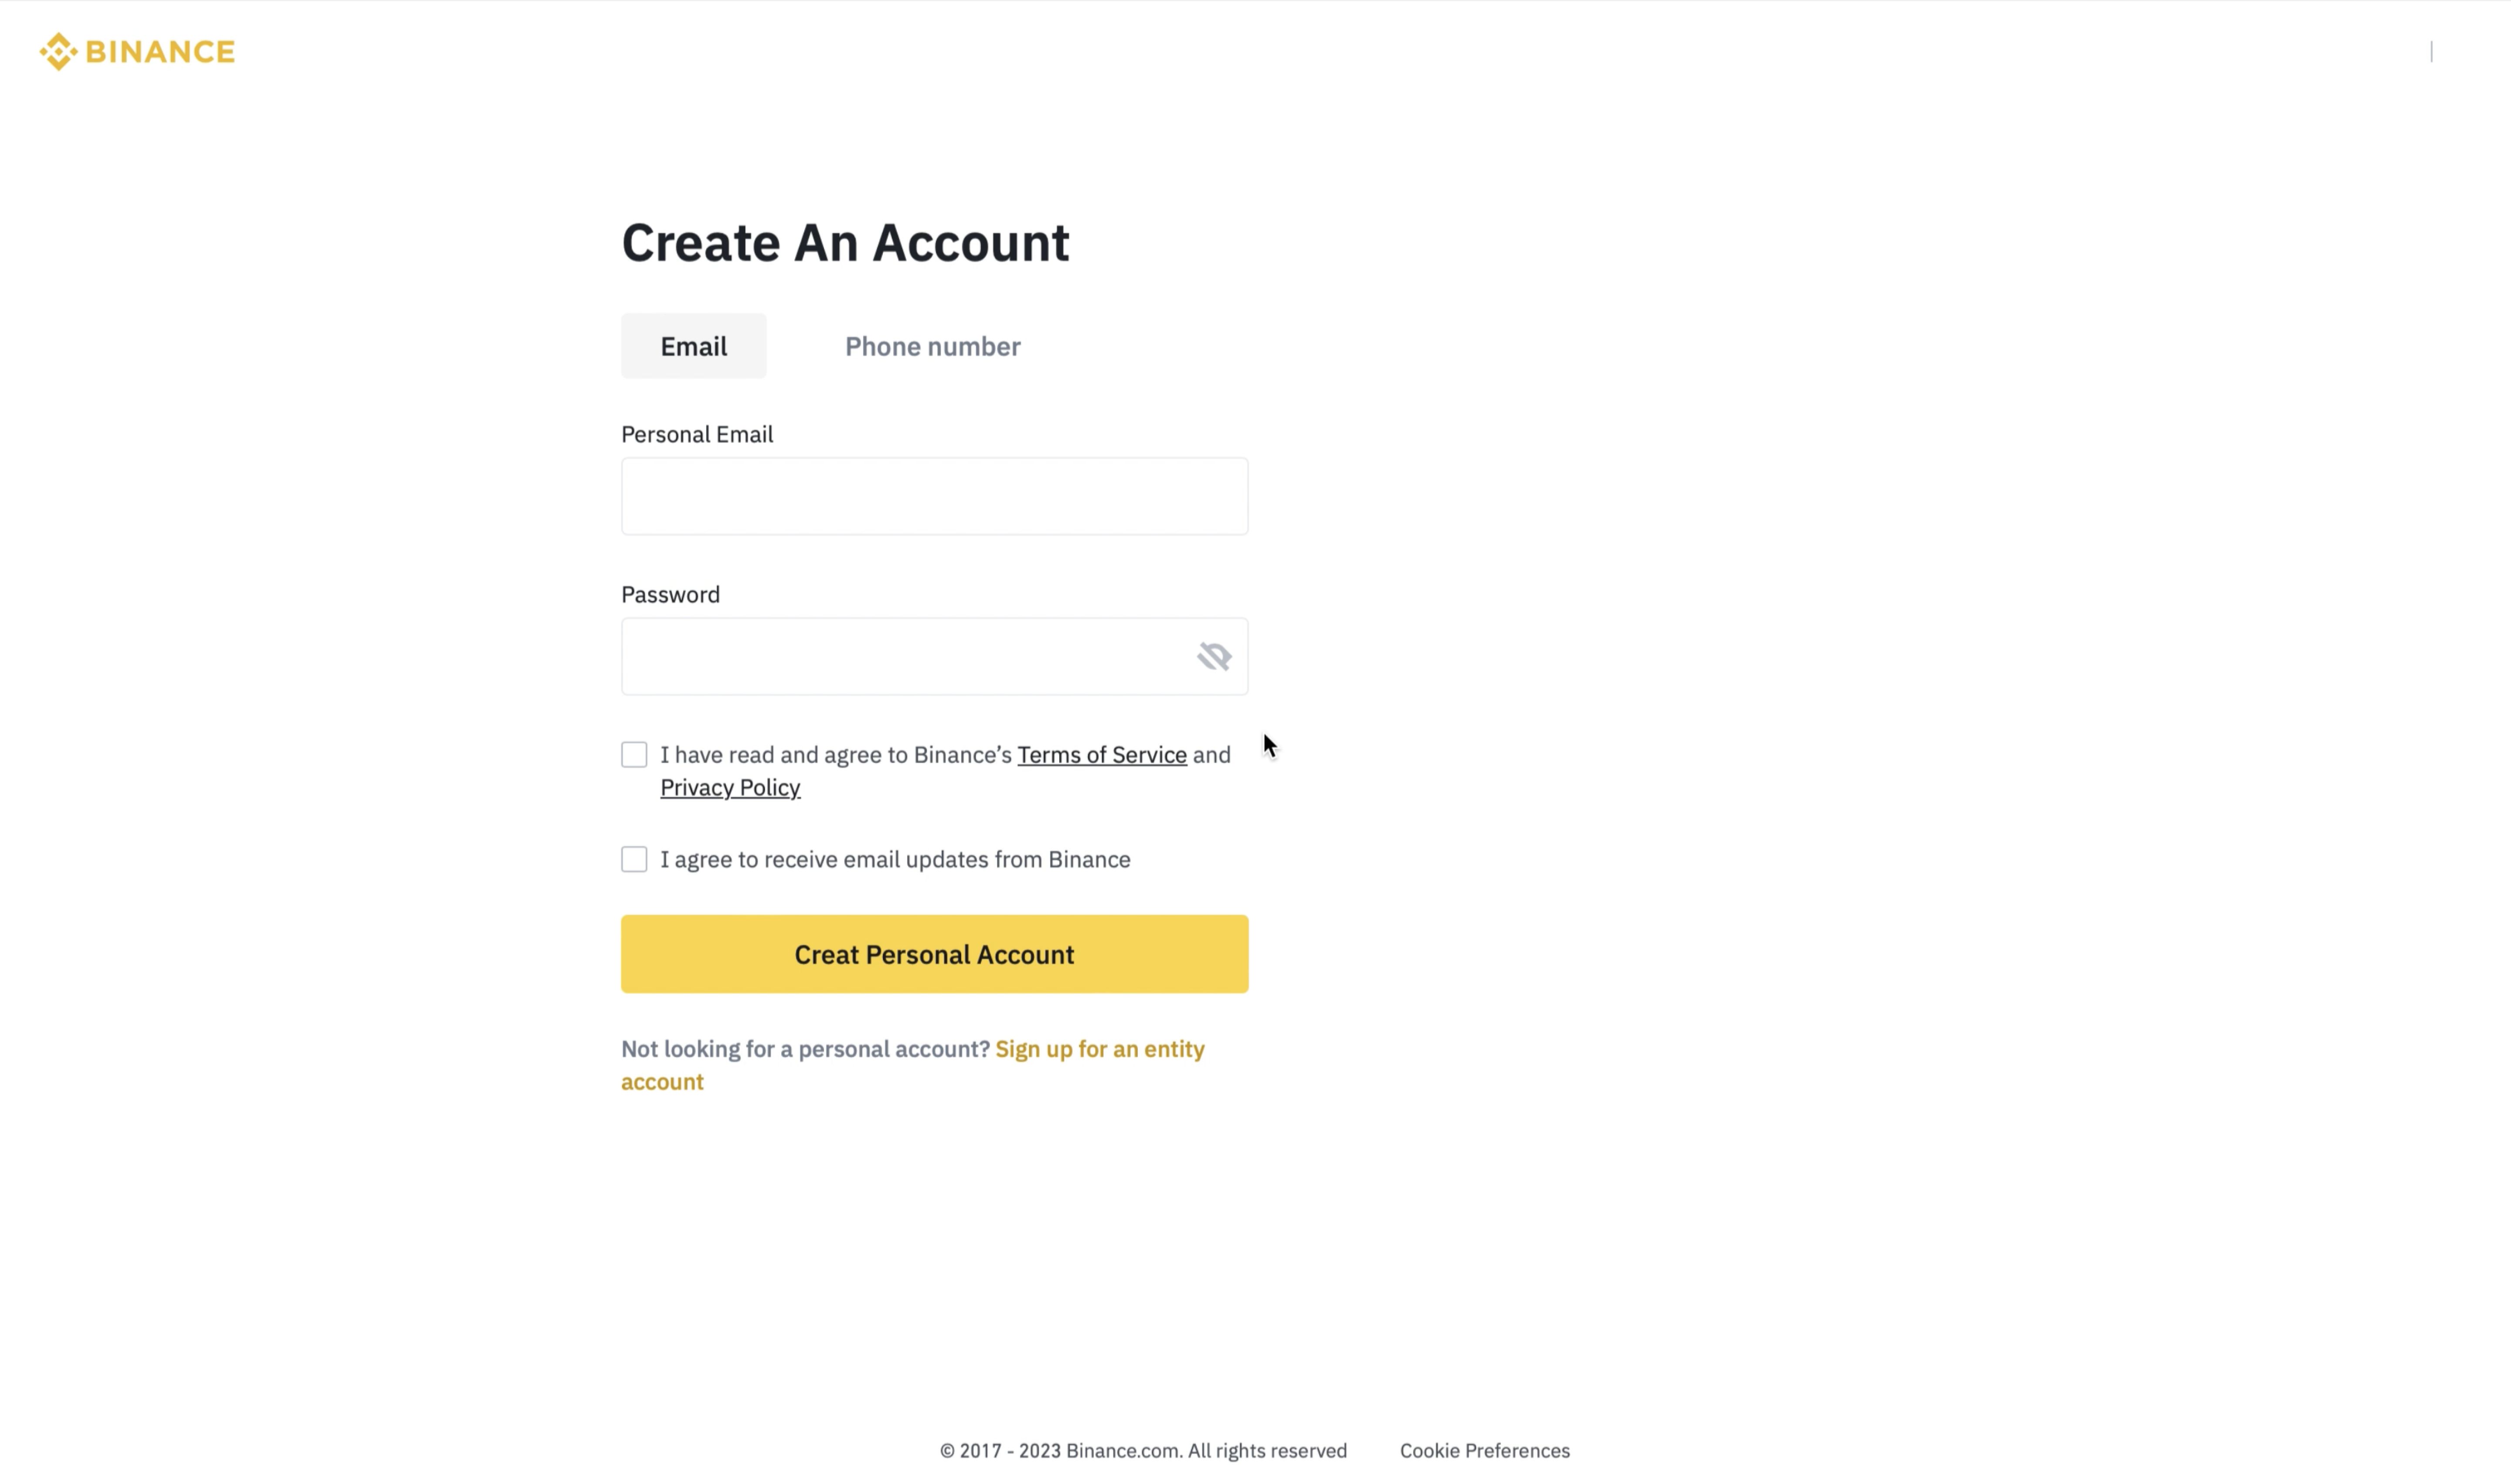 BINANCE
Create An Account
Email
Phone number
Personal Email
Password
I have read and agree to Binance’s Terms of Service and
Privacy Policy
I agree to receive email updates from Binance
Creat Personal Account
Not looking for a personal account? Sign up for an entity
account
© 2017 - 2023 Binance.com. All rights reserved
Cookie Preferences